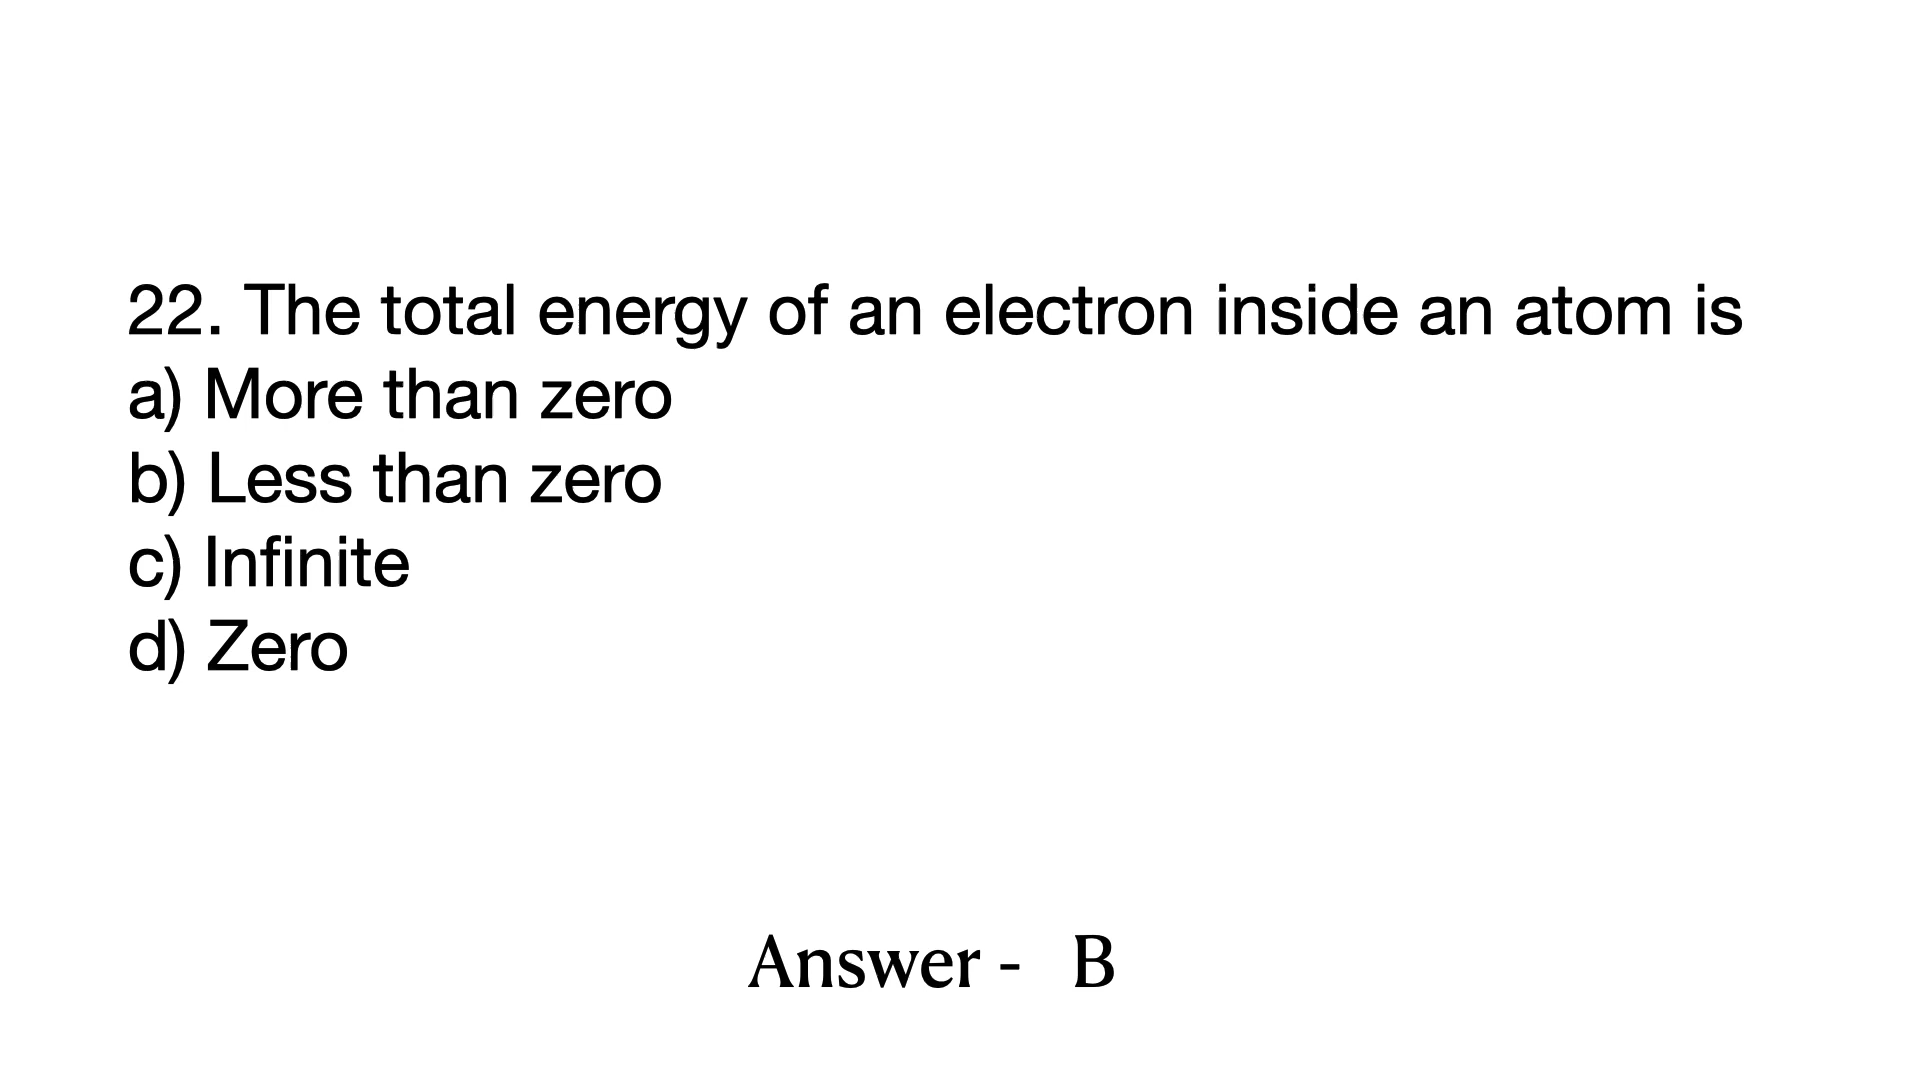 22. The total energy of an electron inside an atom is
a) More than zero
b) Less than zero
c) Infinite
d) Zero
Answer - B